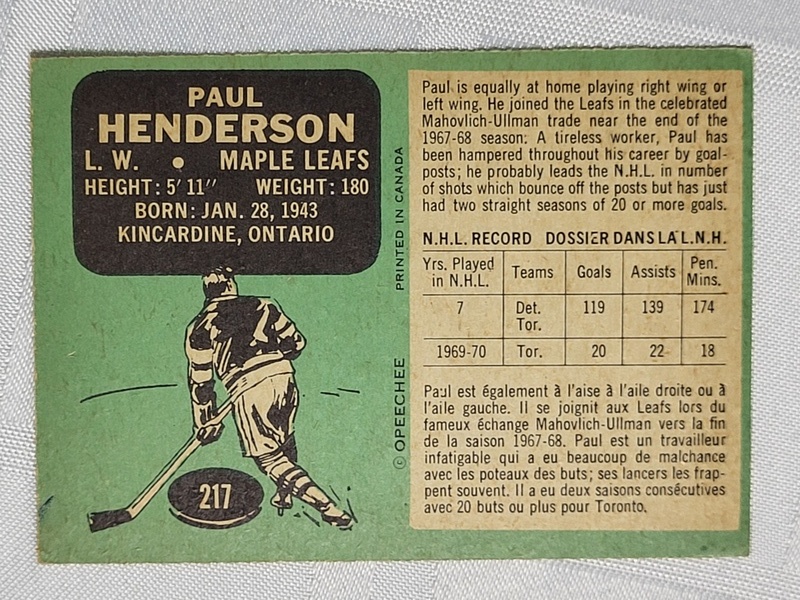 PAUL
HENDERSON
L. W. • MAPLE LEAFS
HEIGHT: 5' 11" WEIGHT: 180
BORN: JAN. 28, 1943
KINCARDINE, ONTARIO
217
© OPEECHEE PRINTED IN CANADA
Paul is equally at home playing right wing or
left wing. He joined the Leafs in the celebrated
Mahovlich-Ullman trade near the end of the
1967-68 season. A tireless worker, Paul has
been hampered throughout his career by goal-
posts; he probably leads the N.H.L. in number
of shots which bounce off the posts but has just
had two straight seasons of 20 or more goals.
N.H.L. RECORD DOSSIER DANS LA L.N.H.
Yrs. Played in N.H.L. Teams Goals Assists Pen. Mins.
7 Det. Tor. 119 139 174
1969-70 Tor. 20 22 18
Paul est également à l'aise à l'aile droite ou à
l'aile gauche. Il se joignit aux Leafs lors du
fameux échange Mahovlich-Ullman vers la fin
de la saison 1967-68. Paul est un travailleur
infatigable qui a eu beaucoup de malchance
avec les poteaux des buts; ses lancers les frap-
pent souvent. Il a eu deux saisons consécutives
avec 20 buts ou plus pour Toronto.